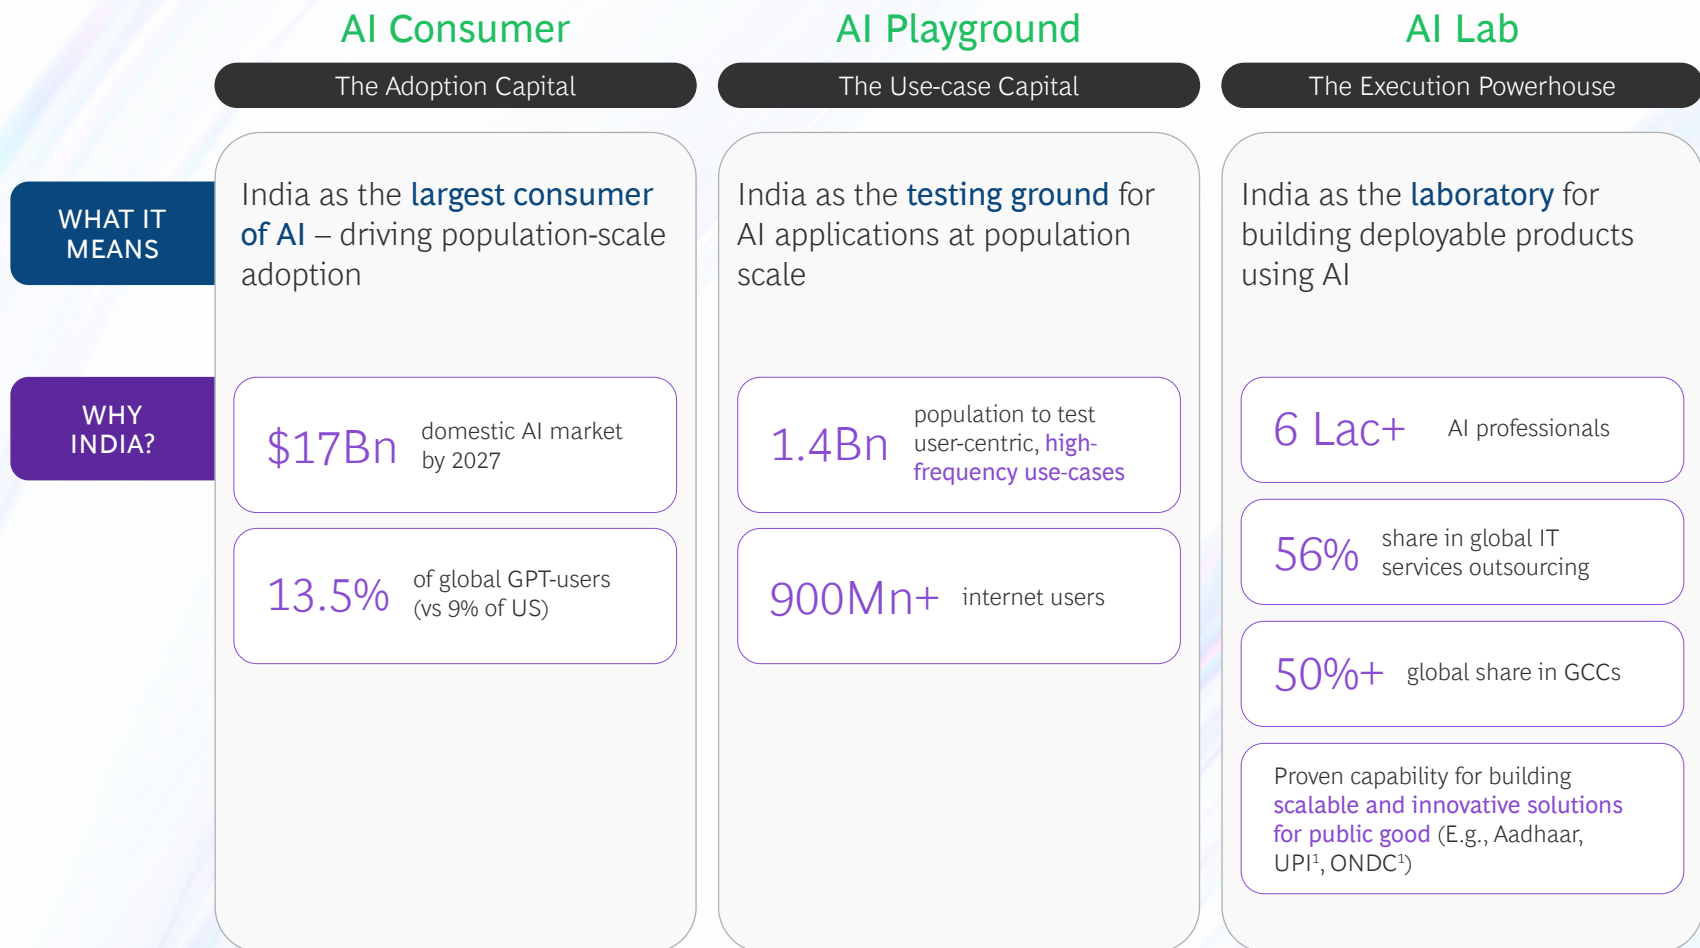 AI Consumer
The Adoption Capital
AI Playground
The Use-case Capital
AI Lab
The Execution Powerhouse
WHAT IT
MEANS
India as the largest consumer
of AI – driving population-scale
adoption
India as the testing ground for
AI applications at population
scale
India as the laboratory for
building deployable products
using AI
WHY
INDIA?
$17Bn
domestic AI market
by 2027
13.5%
of global GPT-users
(vs 9% of US)
1.4Bn
population to test
user-centric, high-
frequency use-cases
900Mn+
internet users
6 Lac+
AI professionals
56%
share in global IT
services outsourcing
50%+
global share in GCCs
Proven capability for building
scalable and innovative solutions
for public good (E.g., Aadhaar,
UPI¹, ONDC¹)